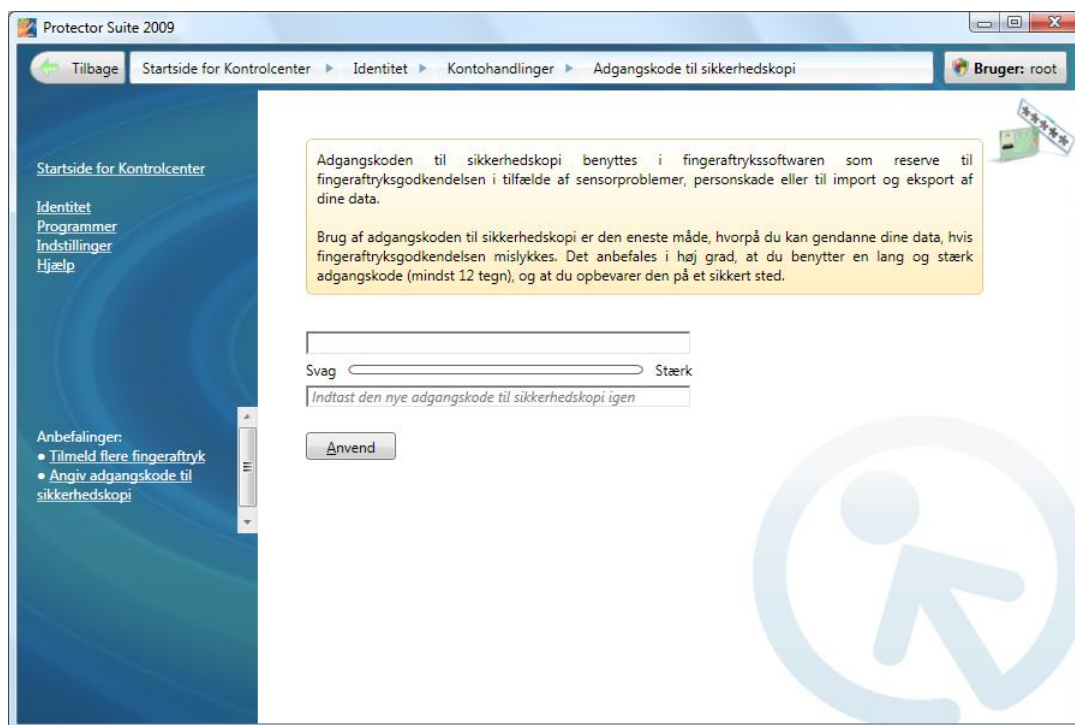 Protector Suite 2009
Tilbage
Startside for Kontrolcenter
Identitet
Kontohandlinger
Adgangskode til sikkerhedskopi
Bruger: root
Startside for Kontrolcenter
Identitet
Programmer
Indstillinger
Hjælp
Anbefalinger:
• Tilmeld flere fingeraftryk
• Angiv adgangskode til
sikkerhedskopi
Adgangskoden til sikkerhedskopi benyttes i fingeraftrykssoftwaren som reserve til
fingeraftryksgodkendelsen i tilfælde af sensorproblemer, personskade eller til import og eksport af
dine data.
Brug af adgangskoden til sikkerhedskopi er den eneste måde, hvorpå du kan gendanne dine data, hvis
fingeraftryksgodkendelsen mislykkes. Det anbefales i høj grad, at du benytter en lang og stærk
adgangskode (mindst 12 tegn), og at du opbevarer den på et sikkert sted.
Svag
Stærk
Indtast den nye adgangskode til sikkerhedskopi igen
Anvend